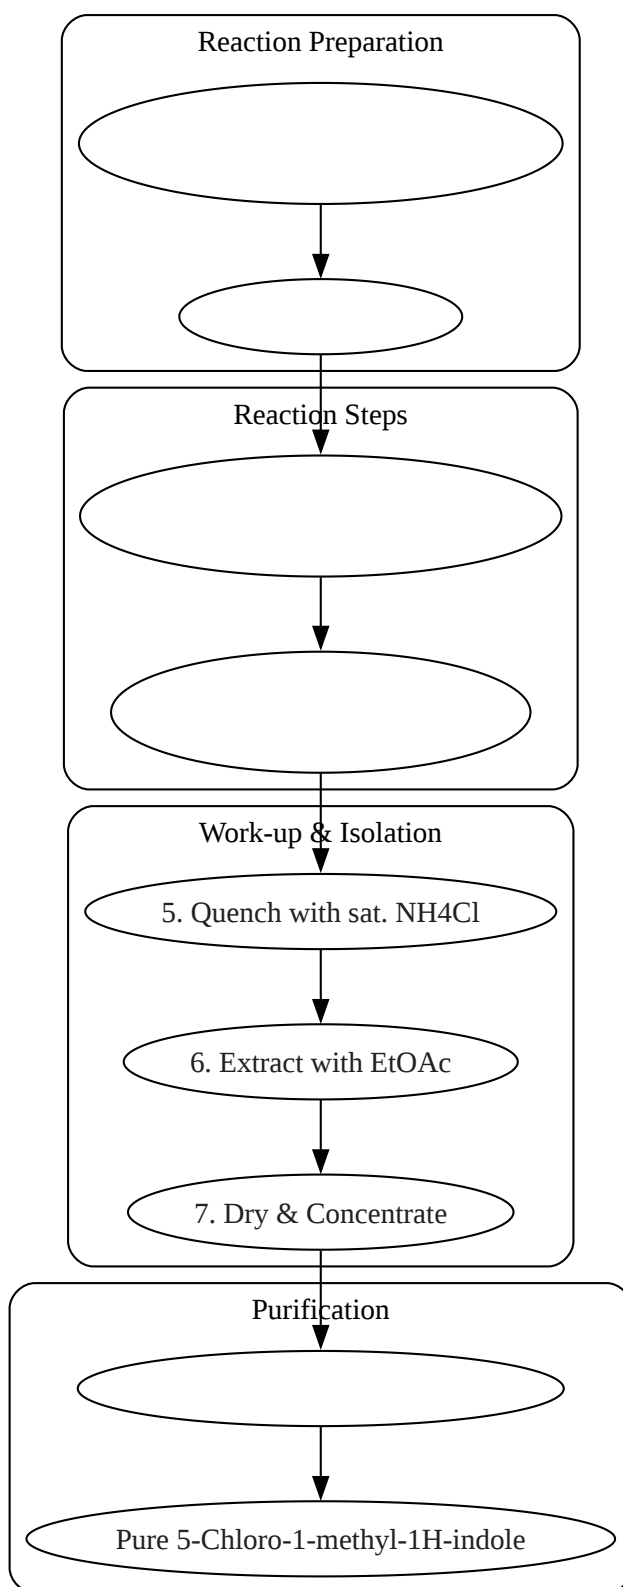 Reaction Preparation
Reaction Steps
Work-up & Isolation
5. Quench with sat. NH4Cl
6. Extract with EtOAc
7. Dry & Concentrate
Purification
Pure 5-Chloro-1-methyl-1H-indole